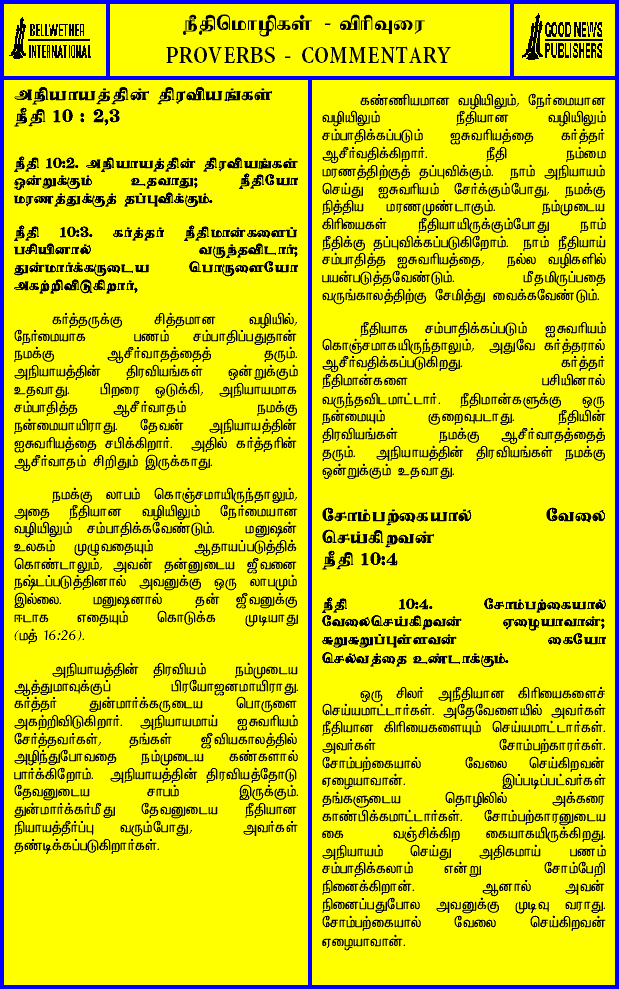 BELLWETHER
INTERNATIONAL
நீதிமொழிகள் - விரிவுரை
PROVERBS - COMMENTARY
GOOD NEWS
PUBLISHERS
அநியாயத்தின் திரவியங்கள்
நீதி 10 : 2,3
நீதி 10:2. அநியாயத்தின் திரவியங்கள்
ஒன்றுக்கும் உதவாது; நீதியோ
மரணத்துக்குத் தப்புவிக்கும்.
நீதி 10:3. கர்த்தர் நீதிமான்களைப்
பசியினால் வருந்தவிடார்;
துன்மார்க்கருடைய பொருளையோ
அகற்றிவிடுகிறார்,
கர்த்தருக்கு சித்தமான வழியில்,
நேர்மையாக பணம் சம்பாதிப்பதுதான்
நமக்கு ஆசீர்வாதத்தைத் தரும்.
அநியாயத்தின் திரவியங்கள் ஒன்றுக்கும்
உதவாது. பிறரை ஒடுக்கி, அநியாயமாக
சம்பாதித்த ஆசீர்வாதம் நமக்கு
நன்மையாயிராது. தேவன் அநியாயத்தின்
ஐசுவரியத்தை சபிக்கிறார். அதில் கர்த்தரின்
ஆசீர்வாதம் சிறிதும் இருக்காது.
நமக்கு லாபம் கொஞ்சமாயிருந்தாலும்,
அதை நீதியான வழியிலும் நேர்மையான
வழியிலும் சம்பாதிக்கவேண்டும். மனுஷன்
உலகம் முழுவதையும் ஆதாயப்படுத்திக்
கொண்டாலும், அவன் தன்னுடைய ஜீவனை
நஷ்டப்படுத்தினால் அவனுக்கு ஒரு லாபமும்
இல்லை. மனுஷனால் தன் ஜீவனுக்கு
ஈடாக எதையும் கொடுக்க முடியாது
(மத் 16:26).
அநியாயத்தின் திரவியம் நம்முடைய
ஆத்துமாவுக்குப் பிரயோஜனமாயிராது.
கர்த்தர் துன்மார்க்கருடைய பொருளை
அகற்றிவிடுகிறார். அநியாயமாய் ஐசுவரியம்
சேர்த்தவர்கள், தங்கள் ஜீவியகாலத்தில்
அழிந்துபோவதை நம்முடைய கண்களால்
பார்க்கிறோம். அநியாயத்தின் திரவியத்தோடு
தேவனுடைய சாபம் இருக்கும்.
துன்மார்க்கர்மீது தேவனுடைய நீதியான
நியாயத்தீர்ப்பு வரும்போது, அவர்கள்
தண்டிக்கப்படுகிறார்கள்.
கண்ணியமான வழியிலும், நேர்மையான
வழியிலும் நீதியான வழியிலும்
சம்பாதிக்கப்படும் ஐசுவரியத்தை கர்த்தர்
ஆசீர்வதிக்கிறார். நீதி நம்மை
மரணத்திற்குத் தப்புவிக்கும். நாம் அநியாயம்
செய்து ஐசுவரியம் சேர்க்கும்போது, நமக்கு
நித்திய மரணமுண்டாகும். நம்முடைய
கிரியைகள் நீதியாயிருக்கும்போது நாம்
நீதிக்கு தப்புவிக்கப்படுகிறோம். நாம் நீதியாய்
சம்பாதித்த ஐசுவரியத்தை, நல்ல வழிகளில்
பயன்படுத்தவேண்டும். மீதமிருப்பதை
வருங்காலத்திற்கு சேமித்து வைக்கவேண்டும்.
நீதியாக சம்பாதிக்கப்படும் ஐசுவரியம்
கொஞ்சமாகயிருந்தாலும், அதுவே கர்த்தரால்
ஆசீர்வதிக்கப்படுகிறது. கர்த்தர்
நீதிமான்களை பசியினால்
வருந்தவிடமாட்டார். நீதிமான்களுக்கு ஒரு
நன்மையும் குறைவுபடாது. நீதியின்
திரவியங்கள் நமக்கு ஆசீர்வாதத்தைத்
தரும். அநியாயத்தின் திரவியங்கள் நமக்கு
ஒன்றுக்கும் உதவாது.
சோம்பற்கையால் வேலை
செய்கிறவன்
நீதி 10:4
நீதி 10:4. சோம்பற்கையால்
வேலைசெய்கிறவன் ஏழையாவான்;
சுறுசுறுப்புள்ளவன் கையோ
செல்வத்தை உண்டாக்கும்.
ஒரு சிலர் அநீதியான கிரியைகளைச்
செய்யமாட்டார்கள். அதேவேளையில் அவர்கள்
நீதியான கிரியைகளையும் செய்யமாட்டார்கள்.
அவர்கள் சோம்பற்காரர்கள்.
சோம்பற்கையால் வேலை செய்கிறவன்
ஏழையாவான். இப்படிப்பட்வர்கள்
தங்களுடைய தொழிலில் அக்கரை
காண்பிக்கமாட்டார்கள். சோம்பற்காரனுடைய
கை வஞ்சிக்கிற கையாகயிருக்கிறது.
அநியாயம் செய்து அதிகமாய் பணம்
சம்பாதிக்கலாம் என்று சோம்பேறி
நினைக்கிறான். ஆனால் அவன்
நினைப்பதுபோல அவனுக்கு முடிவு வராது.
சோம்பற்கையால் வேலை செய்கிறவன்
ஏழையாவான்.